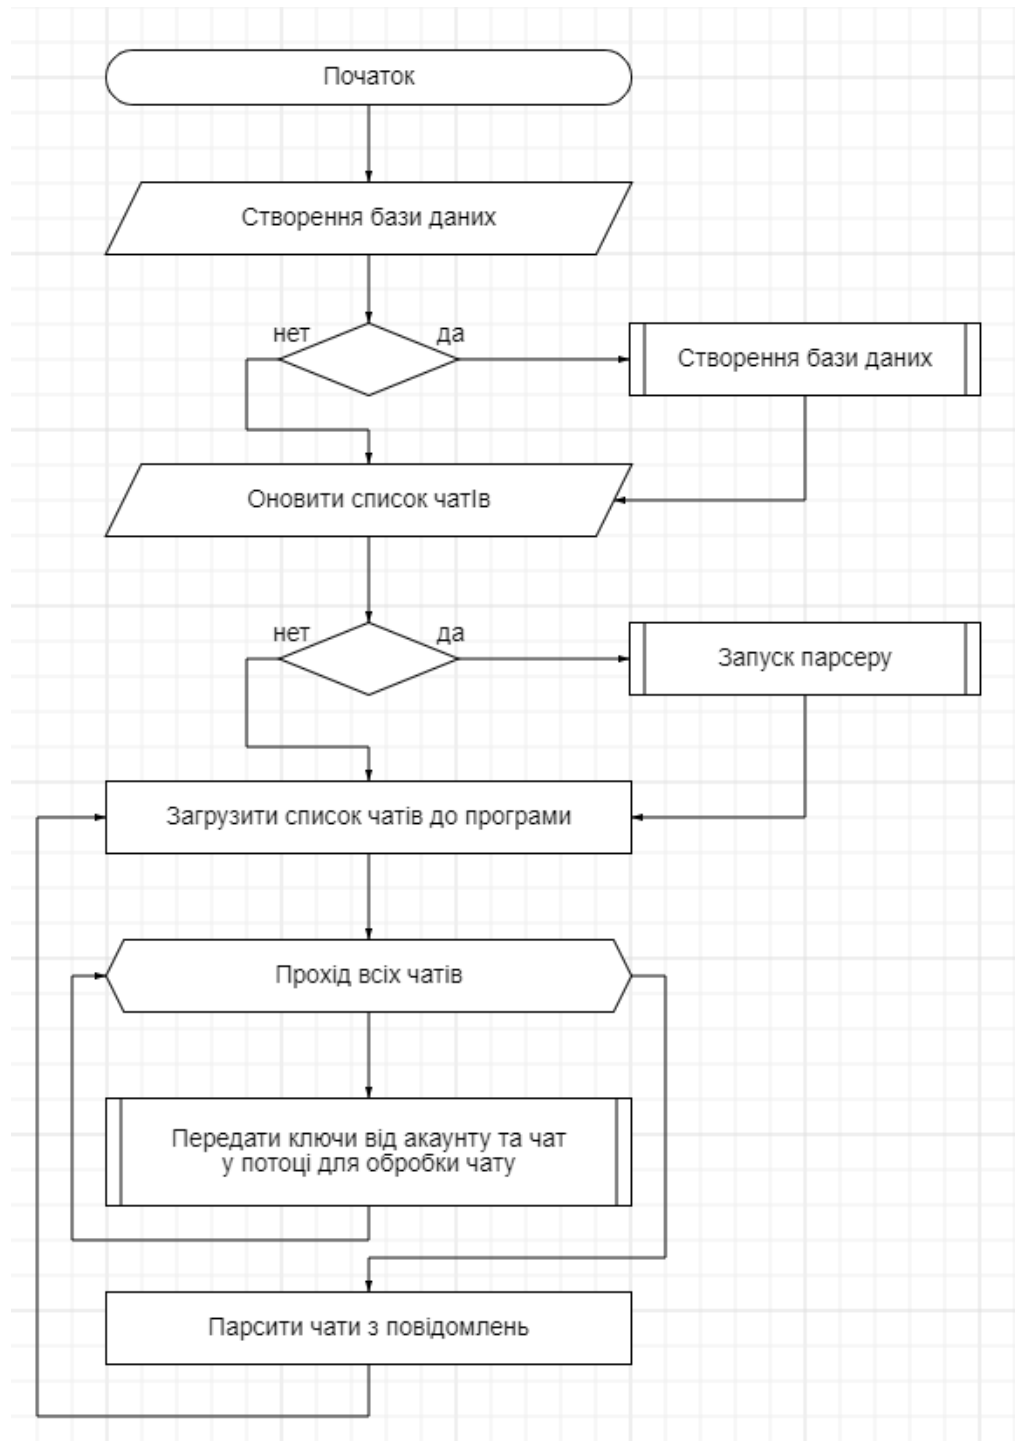 Початок
Створення бази даних
нет
да
Створення бази даних
Оновити список чатІв
нет
да
Запуск парсеру
Загрузити список чатів до програми
Прохід всіх чатів
Передати ключи від акаунту та чат
у потоці для обробки чату
Парсити чати з повідомлень